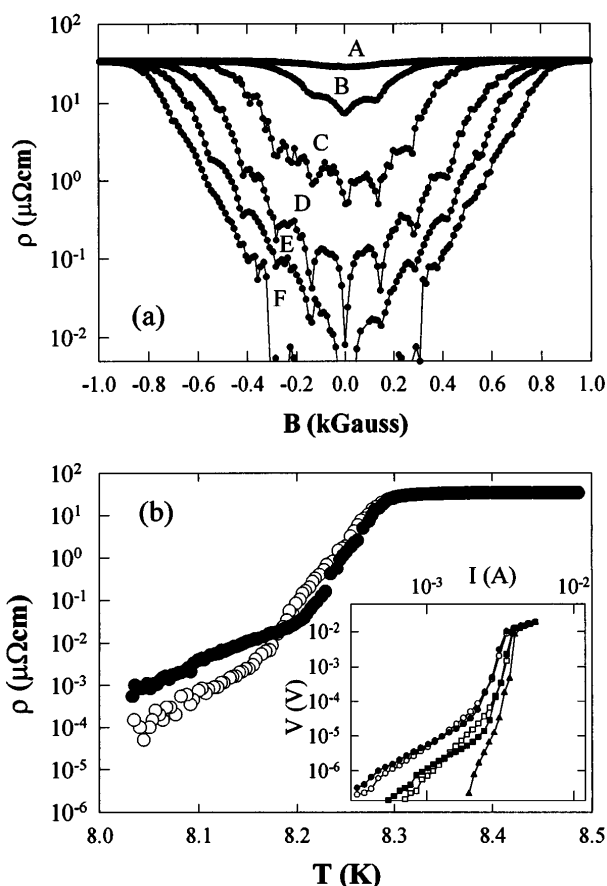 10²
10¹
10⁰
10⁻¹
10⁻²
ρ (μΩcm)
A
B
C
D
E
F
(a)
-1.0 -0.8 -0.6 -0.4 -0.2 0.0 0.2 0.4 0.6 0.8 1.0
B (kGauss)
10²
10¹
10⁰
10⁻¹
10⁻²
10⁻³
10⁻⁴
10⁻⁵
10⁻⁶
ρ (μΩcm)
(b)
I (A)
10⁻³ 10⁻²
10⁻²
10⁻³
10⁻⁴
10⁻⁵
10⁻⁶
V (V)
8.0 8.1 8.2 8.3 8.4 8.5
T (K)